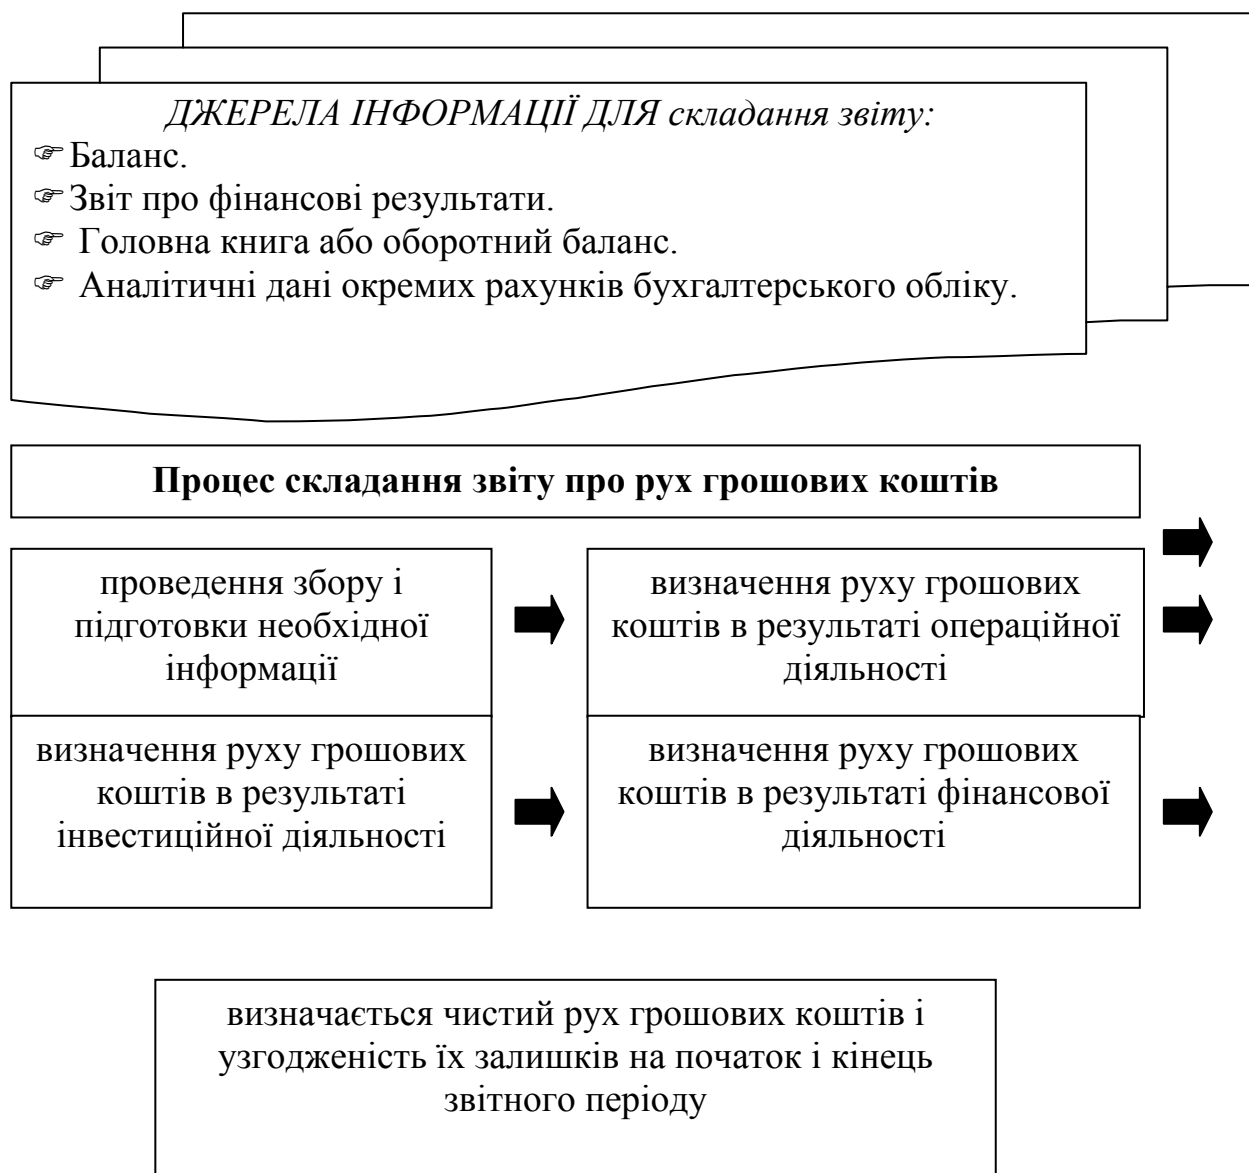 ДЖЕРЕЛА ІНФОРМАЦІЇ ДЛЯ складання звіту:
☞ Баланс.
☞ Звіт про фінансові результати.
☞ Головна книга або оборотний баланс.
☞ Аналітичні дані окремих рахунків бухгалтерського обліку.
Процес складання звіту про рух грошових коштів
проведення збору і
підготовки необхідної
інформації
визначення руху грошових
коштів в результаті операційної
діяльності
визначення руху грошових
коштів в результаті
інвестиційної діяльності
визначення руху грошових
коштів в результаті фінансової
діяльності
визначається чистий рух грошових коштів і
узгодженість їх залишків на початок і кінець
звітного періоду